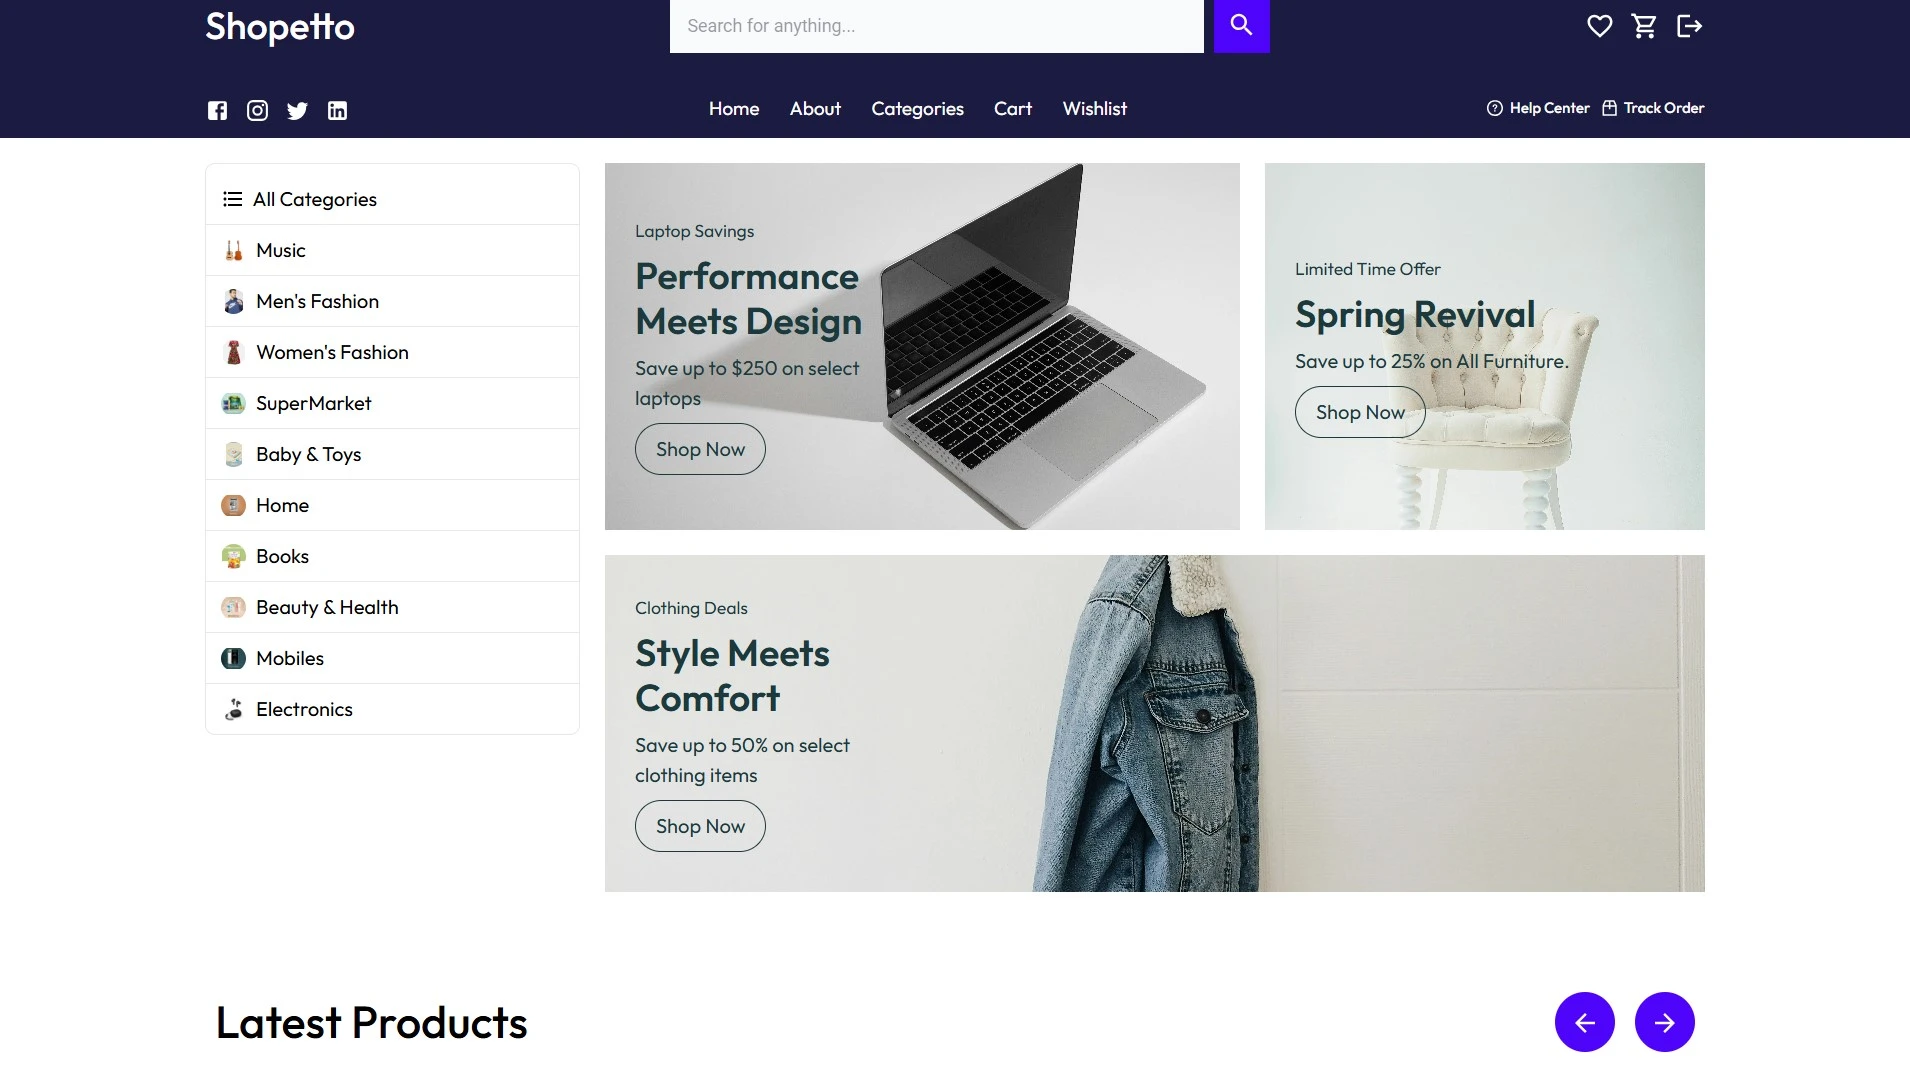 Shopetto
Search for anything...
Home About Categories Cart Wishlist
Help Center Track Order
All Categories
Music
Men's Fashion
Women's Fashion
SuperMarket
Baby & Toys
Home
Books
Beauty & Health
Mobiles
Electronics
Laptop Savings
Performance
Meets Design
Save up to $250 on select
laptops
Shop Now
Limited Time Offer
Spring Revival
Save up to 25% on All Furniture.
Shop Now
Clothing Deals
Style Meets
Comfort
Save up to 50% on select
clothing items
Shop Now
Latest Products